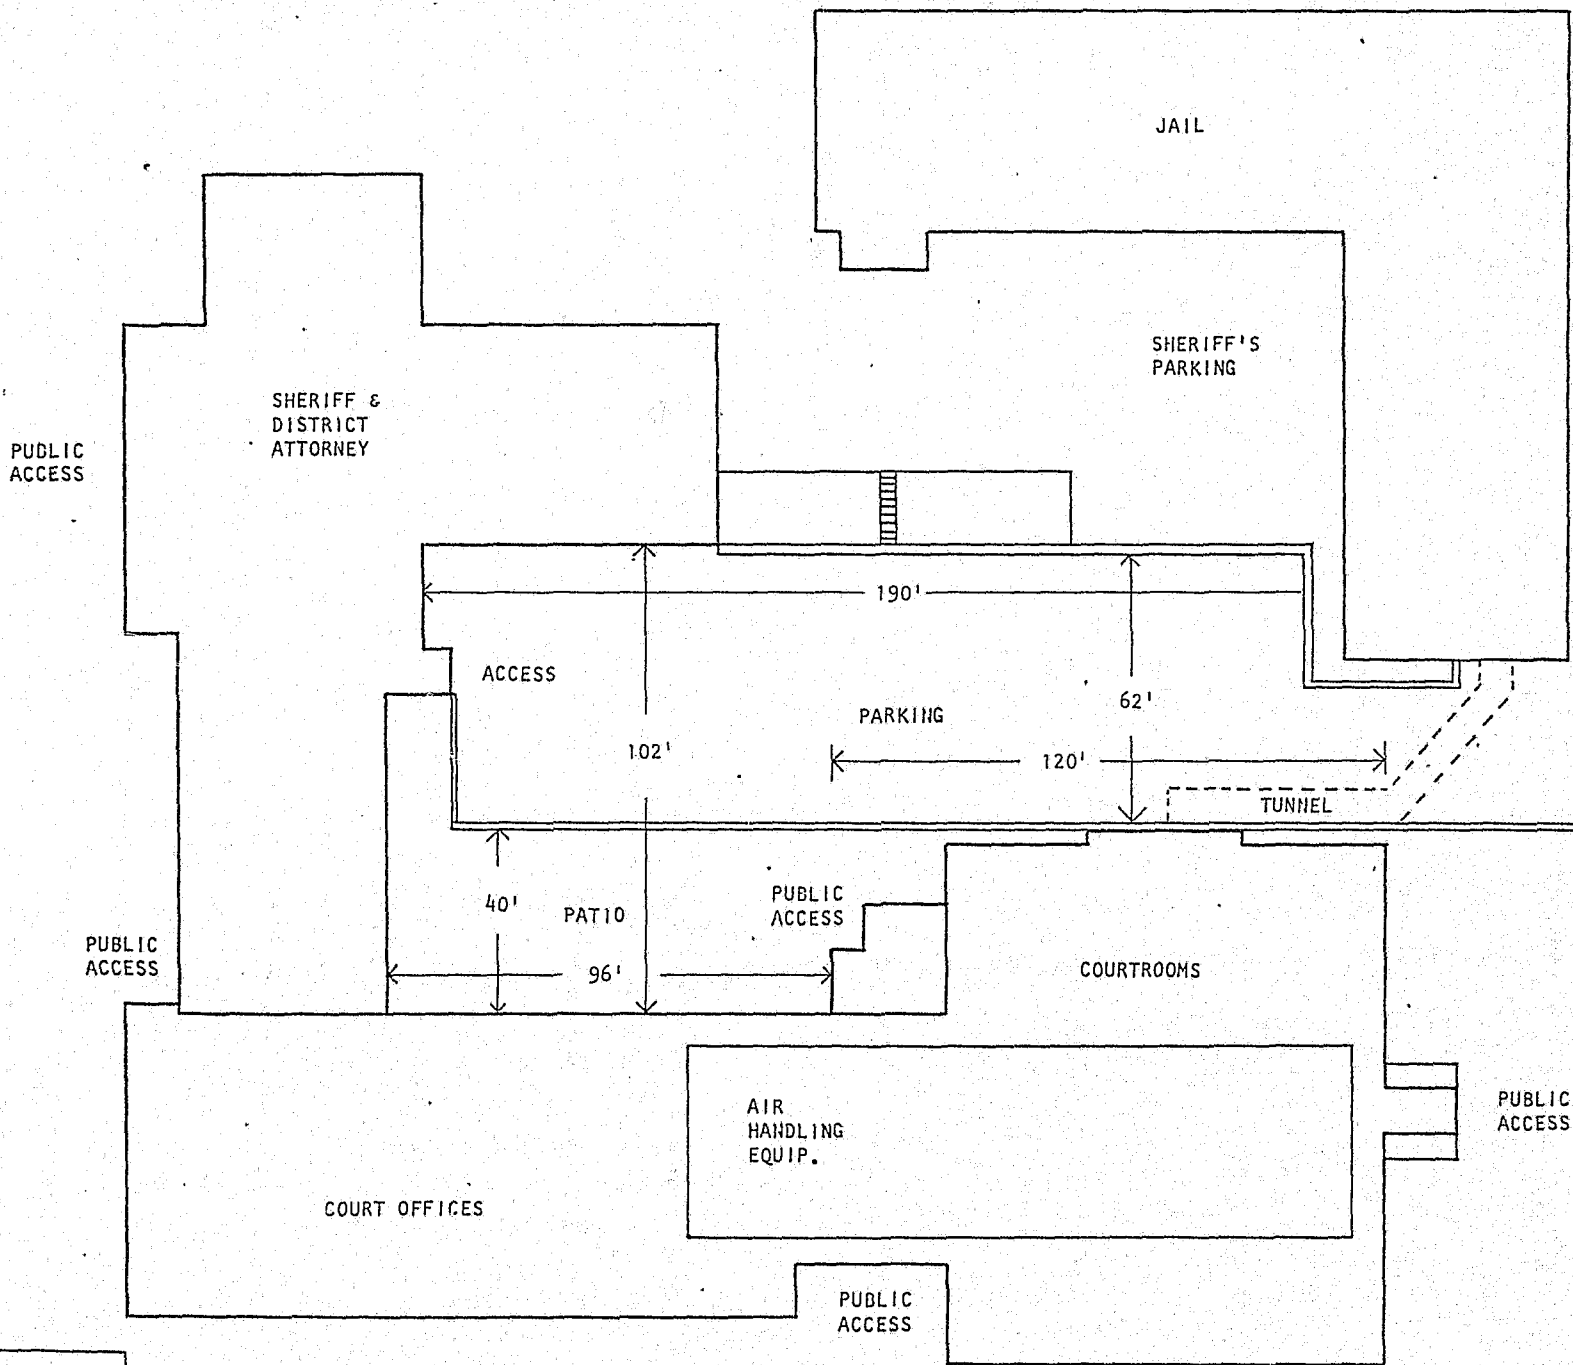 JAIL
SHERIFF'S
PARKING
SHERIFF &
DISTRICT
ATTORNEY
PUBLIC
ACCESS
190'
ACCESS
62'
PARKING
102'
120'
TUNNEL
40'
PATIO
PUBLIC
ACCESS
PUBLIC
ACCESS
96'
COURTROOMS
AIR
HANDLING
EQUIP.
PUBLIC
ACCESS
COURT OFFICES
PUBLIC
ACCESS